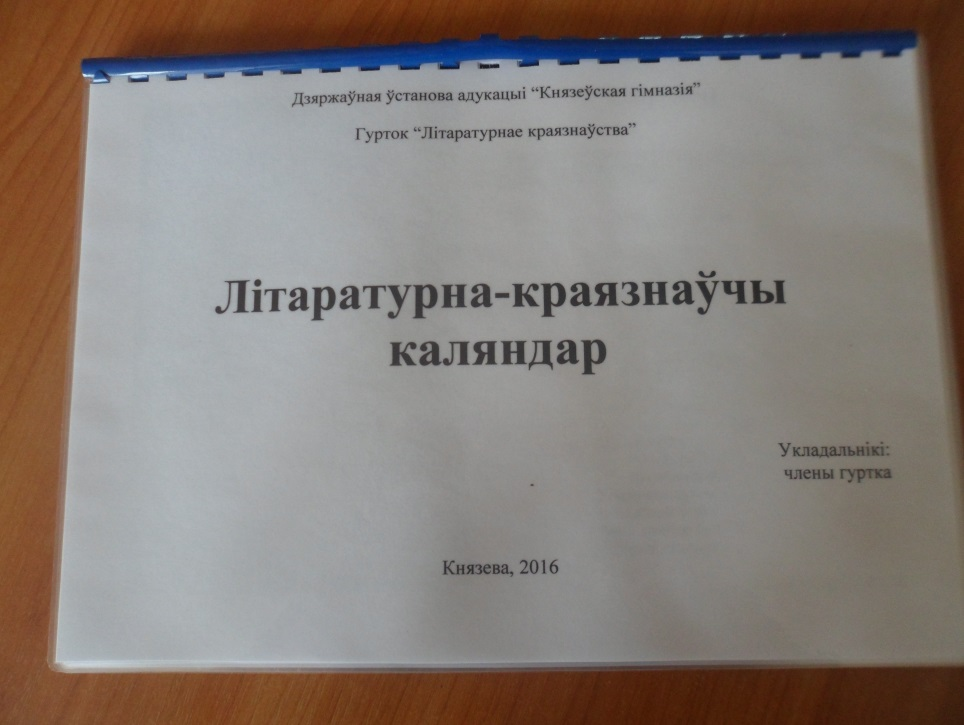 Дзяржаўная ўстанова адукацыі “Князеўская гімназія”
Гурток “Літаратурнае краязнаўства”
Літаратурна-краязнаўчы
каляндар
Укладальнікі:
члены гуртка
Князева, 2016